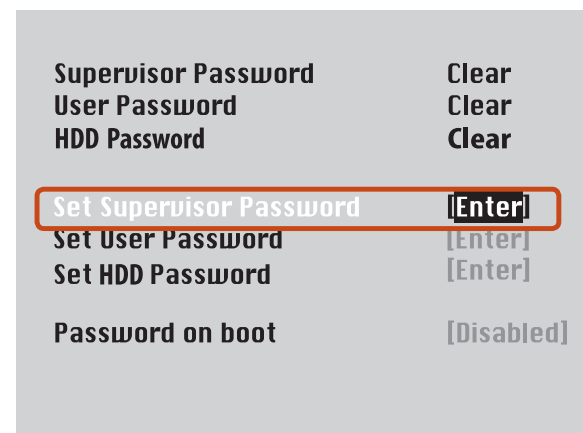 Supervisor Password Clear
User Password Clear
HDD Password Clear
Set Supervisor Password [Enter]
Set User Password [Enter]
Set HDD Password [Enter]
Password on boot [Disabled]